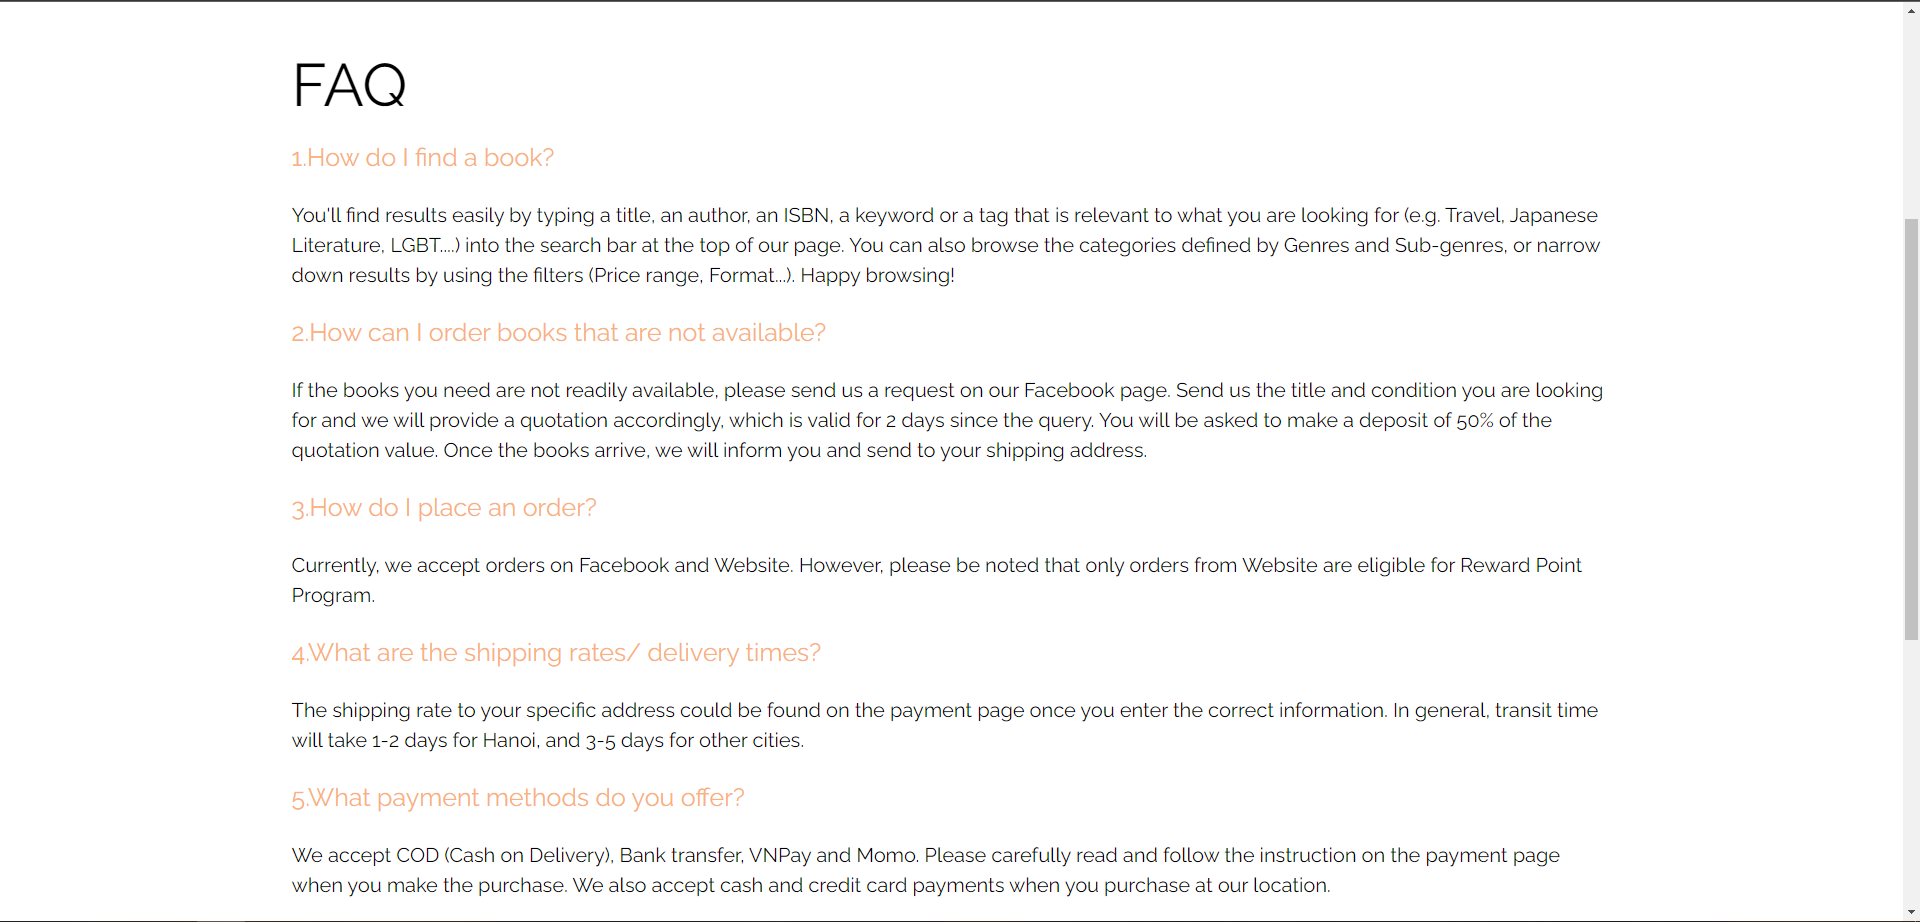 FAQ
1.How do I find a book?
You'll find results easily by typing a title, an author, an ISBN, a keyword or a tag that is relevant to what you are looking for (e.g. Travel, Japanese
Literature, LGBT....) into the search bar at the top of our page. You can also browse the categories defined by Genres and Sub-genres, or narrow
down results by using the filters (Price range, Format...). Happy browsing!
2.How can I order books that are not available?
If the books you need are not readily available, please send us a request on our Facebook page. Send us the title and condition you are looking
for and we will provide a quotation accordingly, which is valid for 2 days since the query. You will be asked to make a deposit of 50% of the
quotation value. Once the books arrive, we will inform you and send to your shipping address.
3.How do I place an order?
Currently, we accept orders on Facebook and Website. However, please be noted that only orders from Website are eligible for Reward Point
Program.
4.What are the shipping rates/ delivery times?
The shipping rate to your specific address could be found on the payment page once you enter the correct information. In general, transit time
will take 1-2 days for Hanoi, and 3-5 days for other cities.
5.What payment methods do you offer?
We accept COD (Cash on Delivery), Bank transfer, VNPay and Momo. Please carefully read and follow the instruction on the payment page
when you make the purchase. We also accept cash and credit card payments when you purchase at our location.